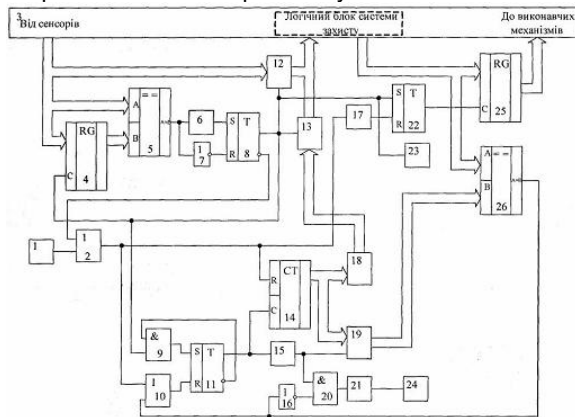 3 Від сенсорів
Логічний блок системи захисту
До виконавчих механізмів
12
RG
C
25
A
= =
B
5
6
S
T
R
8
1
7
13
17
S
T
R
22
23
RG
C
4
A
= =
B
26
1
1
2
CT
R
C
14
18
19
&
9
S
T
R
11
1
10
15
1
16
&
20
21
24